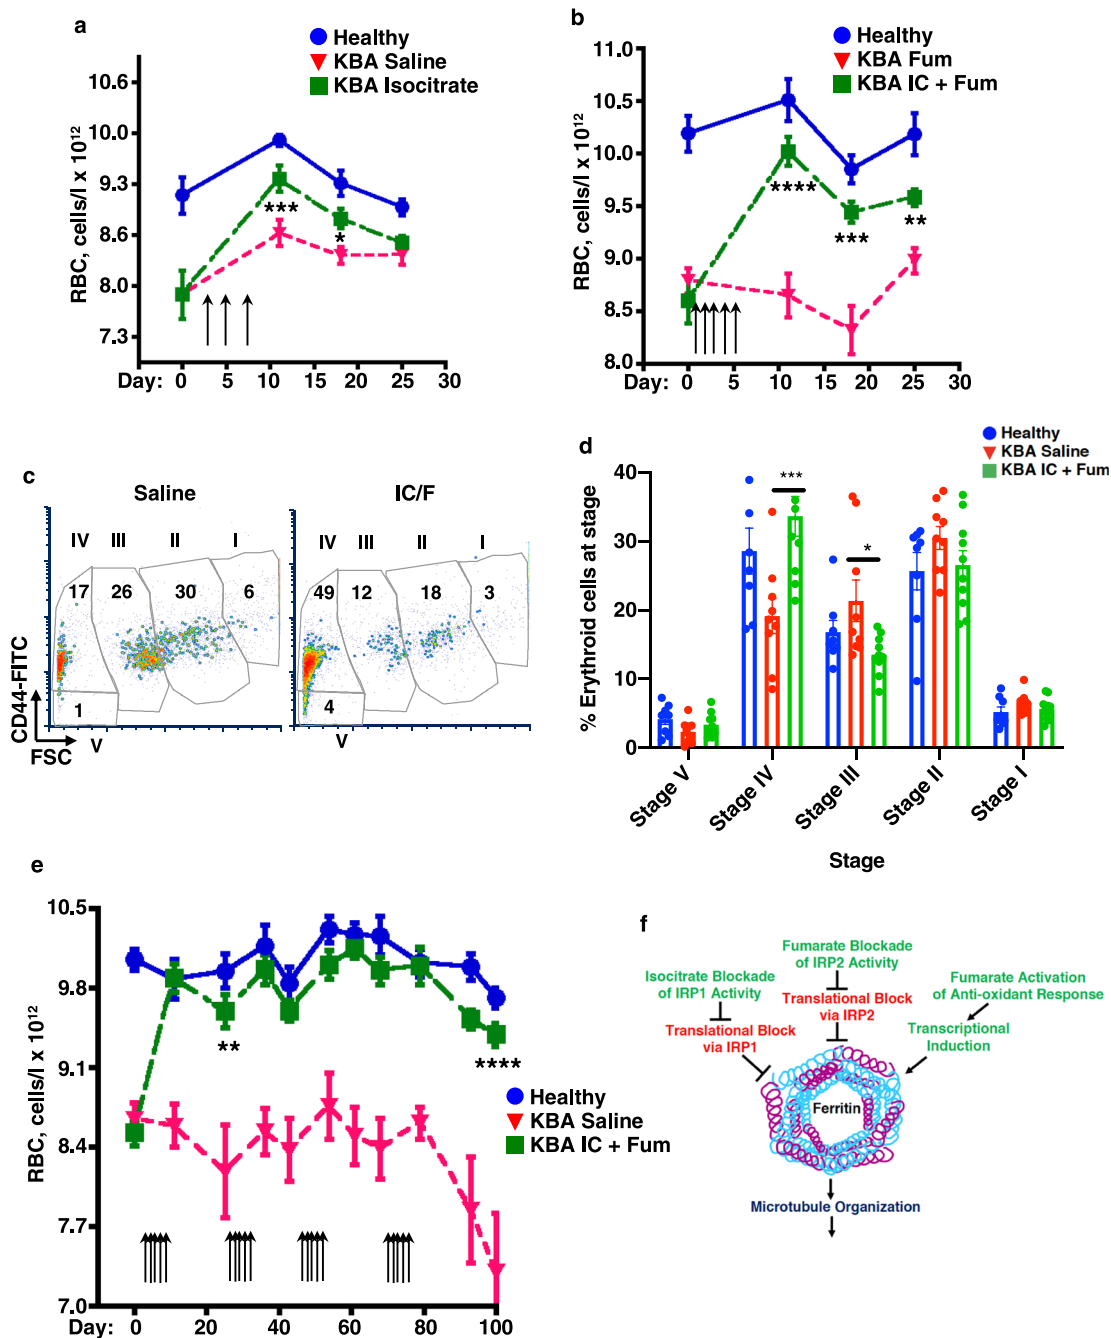 a
Healthy
KBA Saline
KBA Isocitrate
RBC, cells/l x 10¹²
10.6
10.0
9.3
8.6
8.0
7.3
***
*
Day: 0 5 10 15 20 25 30
b
Healthy
KBA Fum
KBA IC + Fum
RBC, cells/l x 10¹²
11.0
10.5
10.0
9.5
9.0
8.5
8.0
****
***
**
Day: 0 5 10 15 20 25 30
c
Saline
IV III II I
17 26 30 6
1
V
CD44-FITC
FSC
IC/F
IV III II I
49 12 18 3
4
V
d
Healthy
KBA Saline
KBA IC + Fum
% Erythroid cells at stage
40
30
20
10
0
***
*
Stage V
Stage IV
Stage III
Stage II
Stage I
Stage
e
RBC, cells/l x 10¹²
10.5
9.8
9.1
8.4
7.7
7.0
**
****
Healthy
KBA Saline
KBA IC + Fum
Day: 0 20 40 60 80 100
f
Fumarate Blockade
of IRP2 Activity
Isocitrate Blockade
of IRP1 Activity
Fumarate Activation
of Anti-oxidant Response
Translational Block
via IRP2
Translational Block
via IRP1
Transcriptional
Induction
Ferritin
Microtubule Organization